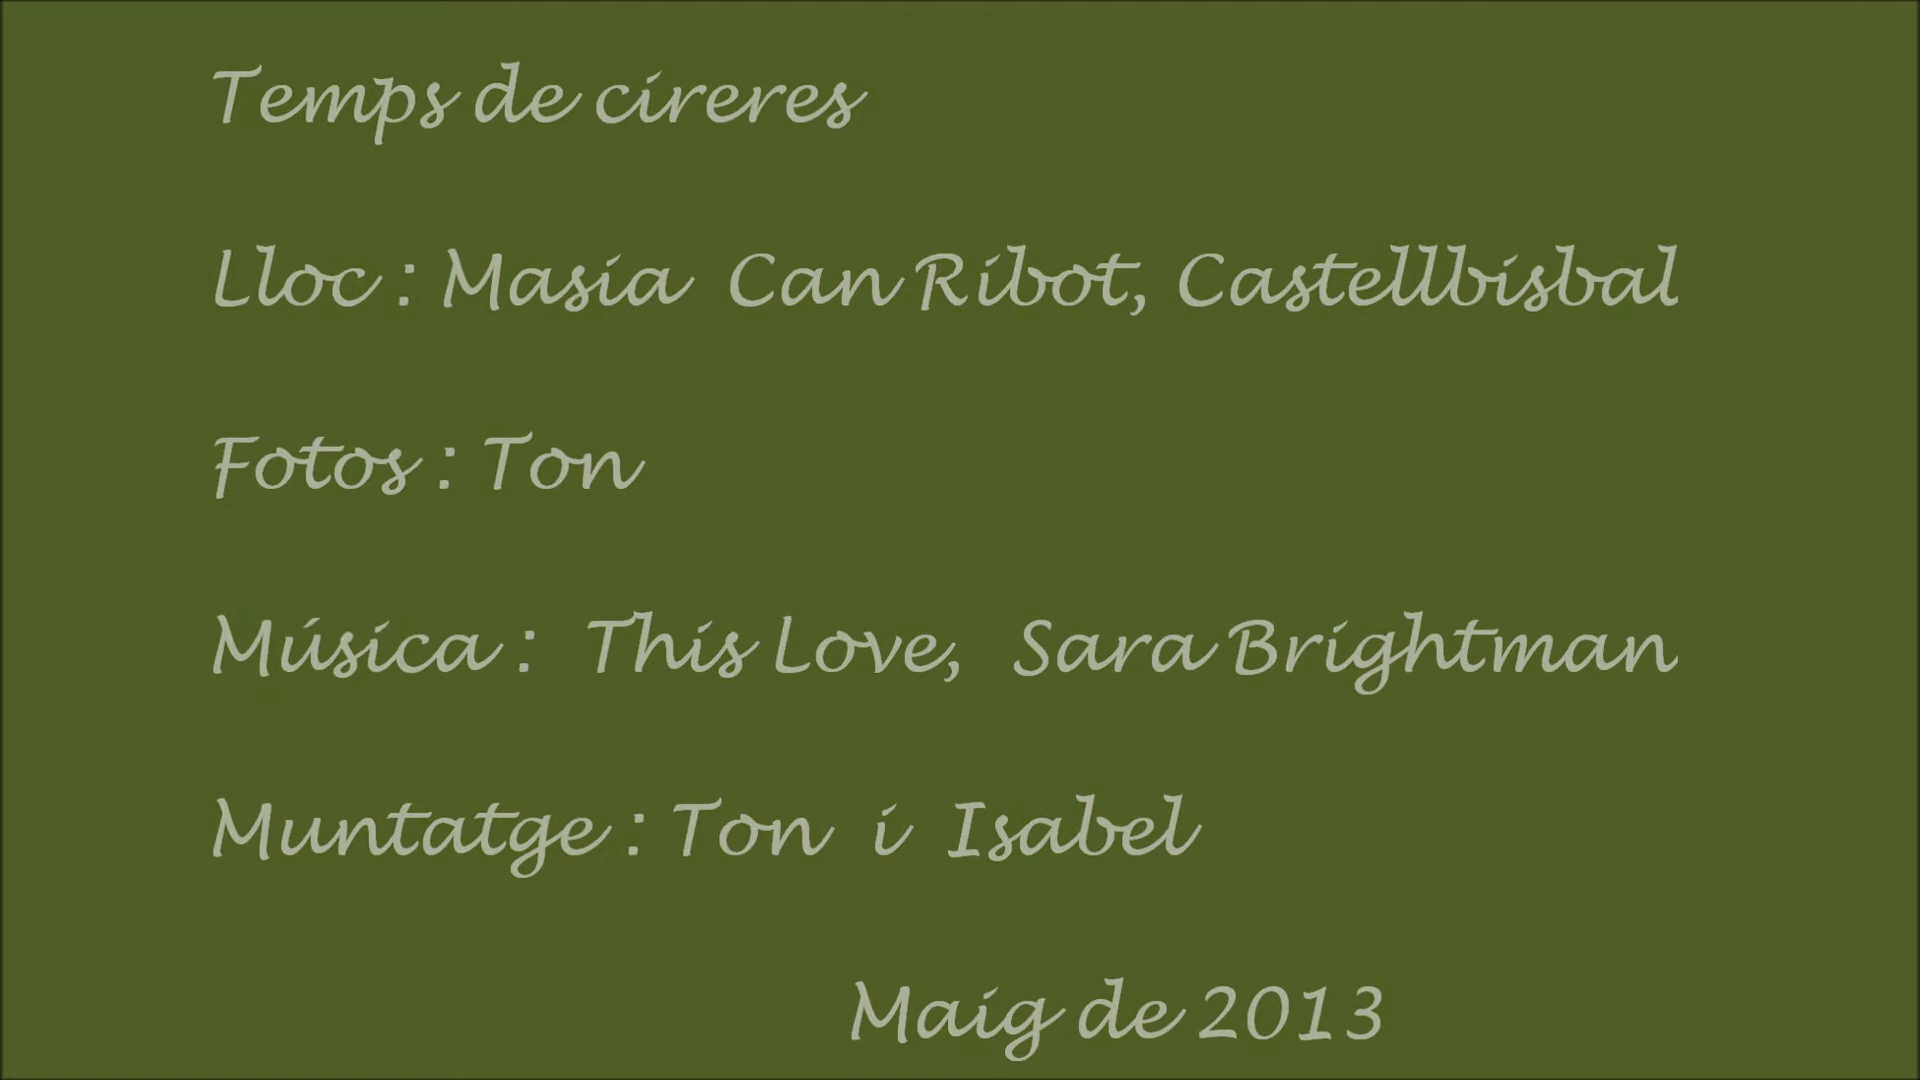 Temps de cireres
Lloc : Masia Can Ribot, Castellbisbal
Fotos : Ton
Música : This Love, Sara Brightman
Muntatge : Ton i Isabel
Maig de 2013